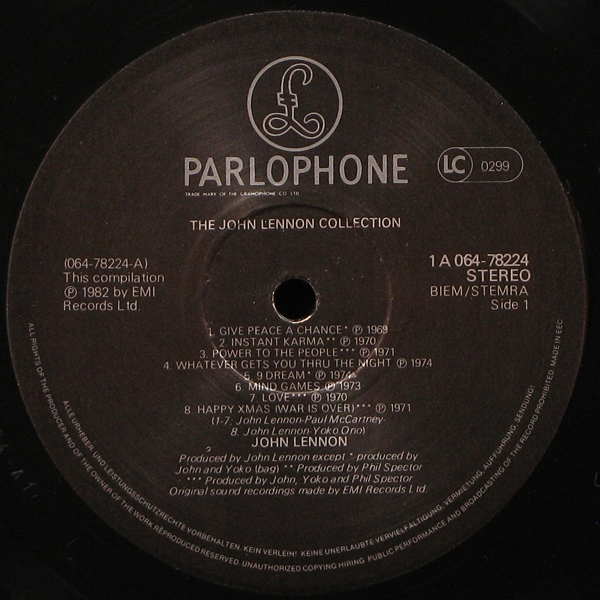 PARLOPHONE
TRADE MARK OF THE GRAMOPHONE CO LTD
LC 0299
THE JOHN LENNON COLLECTION
(064-78224-A)
This compilation
℗ 1982 by EMI
Records Ltd.
1 A 064-78224
STEREO
BIEM/STEMRA
Side 1
1. GIVE PEACE A CHANCE* ℗ 1969
2. INSTANT KARMA** ℗ 1970
3. POWER TO THE PEOPLE*** ℗ 1971
4. WHATEVER GETS YOU THRU THE NIGHT ℗ 1974
5. 9 DREAM* ℗ 1974
6. MIND GAMES ℗ 1973
7. LOVE*** ℗ 1970
8. HAPPY XMAS (WAR IS OVER)*** ℗ 1971
(1-7: John Lennon-Paul McCartney-
8. John Lennon-Yoko Ono)
JOHN LENNON
Produced by John Lennon except * produced by
John and Yoko (bag) ** Produced by Phil Spector
*** Produced by John, Yoko and Phil Spector
Original sound recordings made by EMI Records Ltd.
ALLE URHEBER- UND LEISTUNGSSCHUTZRECHTE VORBEHALTEN. KEIN VERLEIH! KEINE UNERLAUBTE VERVIELFÄLTIGUNG, VERMIETUNG, AUFFÜHRUNG, SENDUNG!
ALL RIGHTS OF THE PRODUCER AND OF THE OWNER OF THE WORK REPRODUCED RESERVED. UNAUTHORIZED COPYING HIRING PUBLIC PERFORMANCE AND BROADCASTING OF THE RECORD PROHIBITED. MADE IN EEC